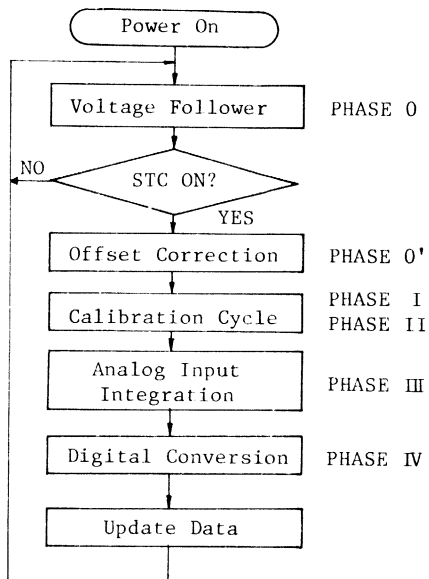 Power On
Voltage Follower
PHASE 0
NO
STC ON?
YES
Offset Correction
PHASE 0'
Calibration Cycle
PHASE I
PHASE II
Analog Input
Integration
PHASE III
Digital Conversion
PHASE IV
Update Data